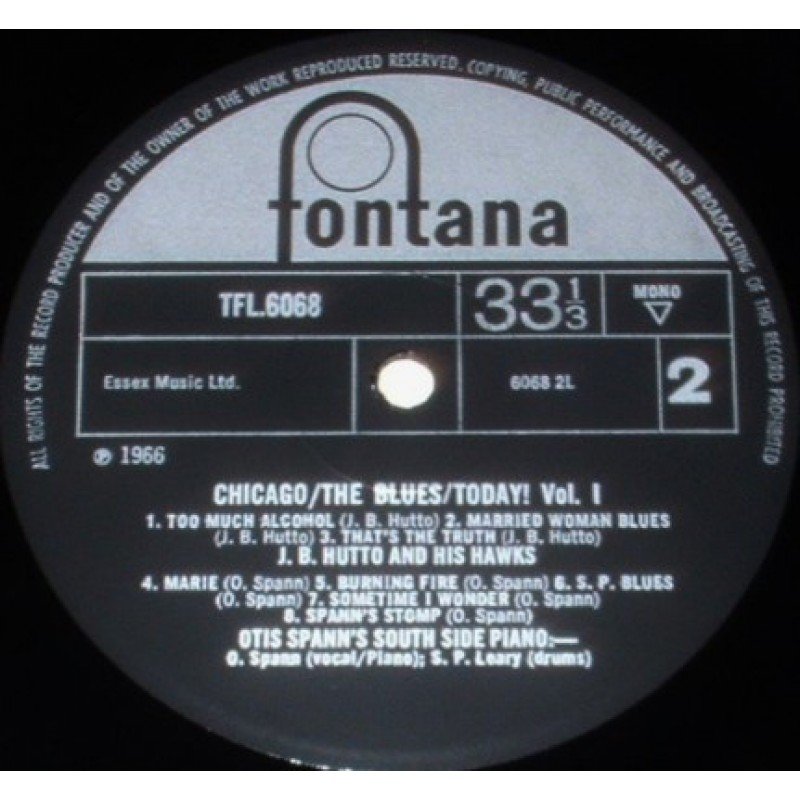 ALL RIGHTS OF THE RECORD PRODUCER AND OF THE OWNER OF THE WORK REPRODUCED RESERVED. COPYING, PUBLIC PERFORMANCE AND BROADCASTING OF THIS RECORD PROHIBITED
fontana
TFL.6068
33 1/3
MONO
Essex Music Ltd.
6068 2L
2
℗ 1966
CHICAGO/THE BLUES/TODAY! Vol. I
1. TOO MUCH ALCOHOL (J. B. Hutto) 2. MARRIED WOMAN BLUES
(J. B. Hutto) 3. THAT'S THE TRUTH (J. B. Hutto)
J. B. HUTTO AND HIS HAWKS
4. MARIE (O. Spann) 5. BURNING FIRE (O. Spann) 6. S. P. BLUES
(O. Spann) 7. SOMETIME I WONDER (O. Spann)
8. SPANN'S STOMP (O. Spann)
OTIS SPANN'S SOUTH SIDE PIANO:—
O. Spann (vocal/Piano); S. P. Leary (drums)